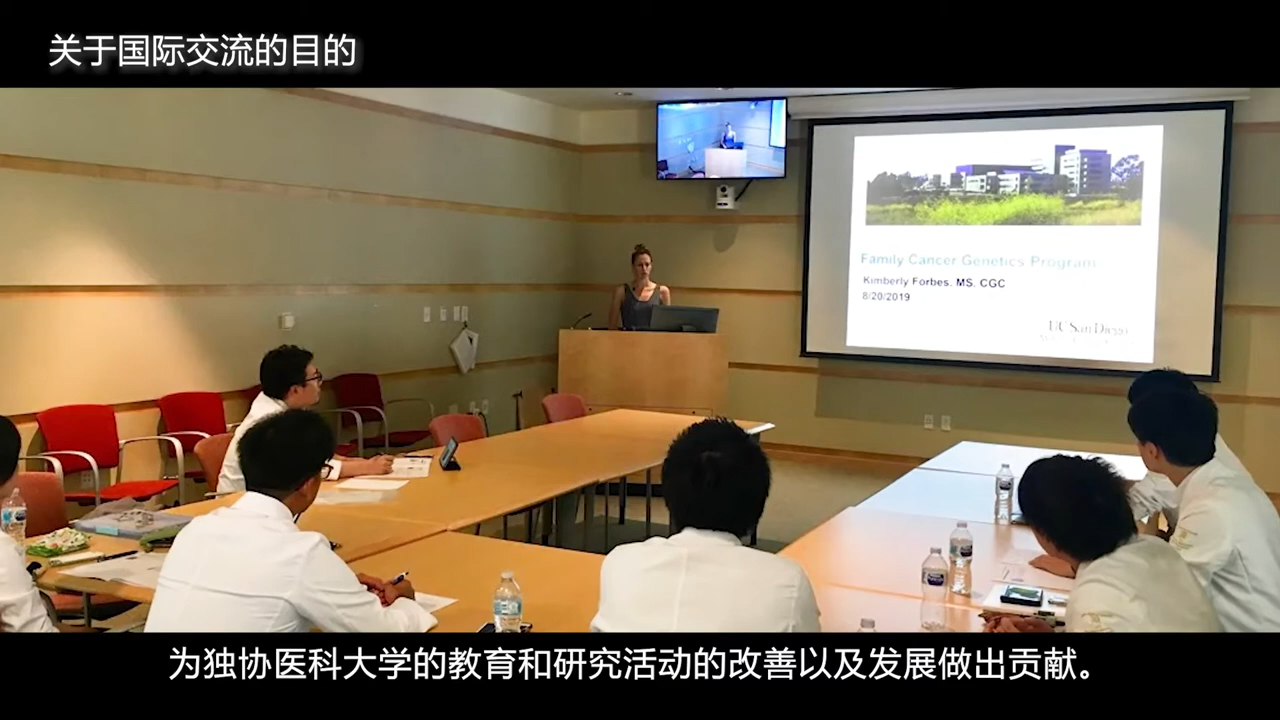 关于国际交流的目的
Family Cancer Genetics Program
Kimberly Forbes, MS, CGC
8/20/2019
UC San Diego
为独协医科大学的教育和研究活动的改善以及发展做出贡献。